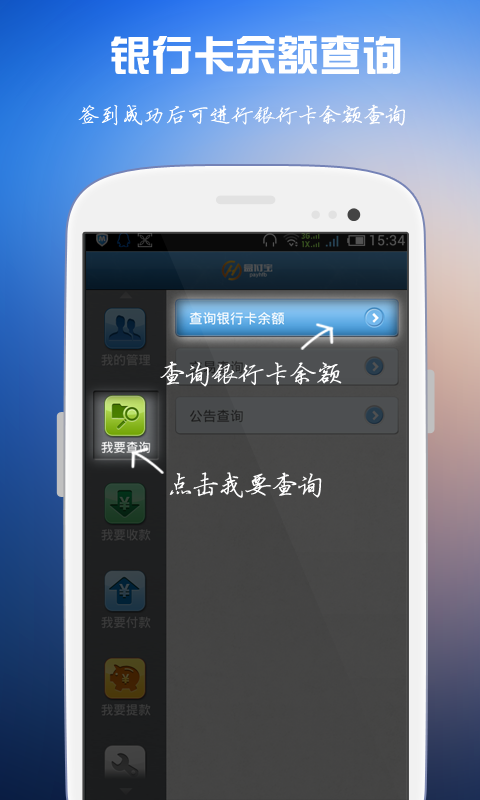 银行卡余额查询
签到成功后可进行银行卡余额查询
3G
1X
15:34
查询银行卡余额
我的管理
查询银行卡余额
公告查询
我要查询
点击我要查询
我要收款
我要付款
我要提款